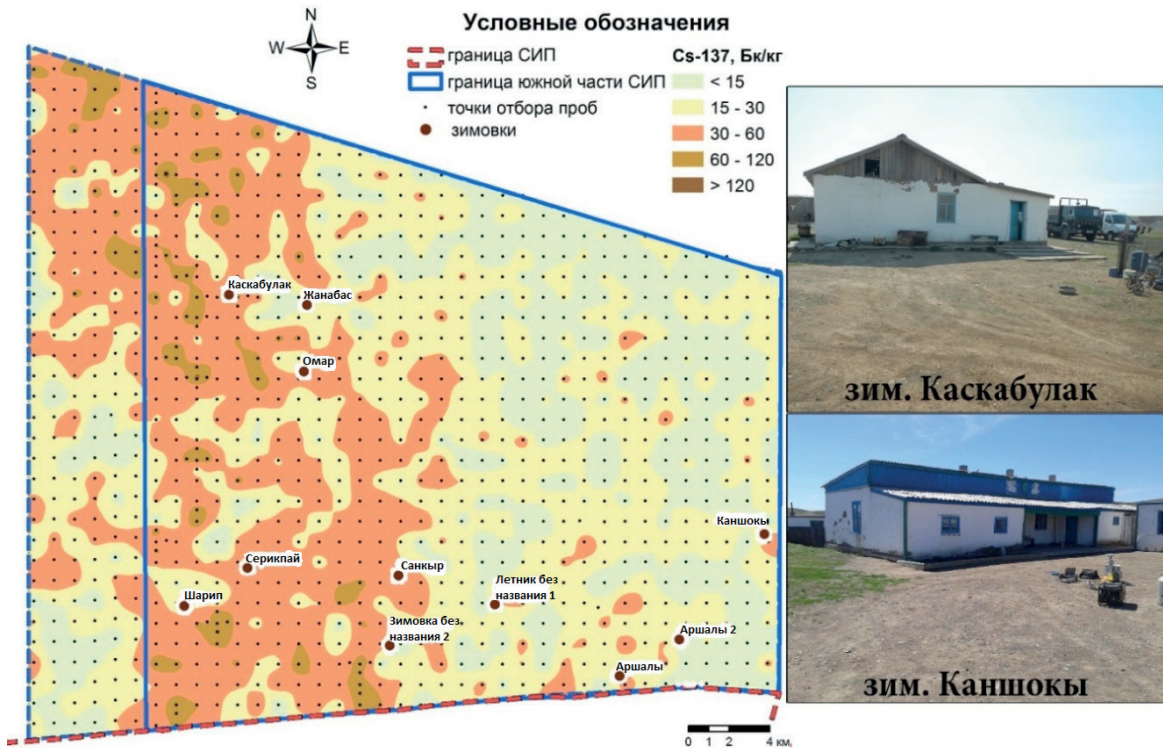 N
W E
S
Условные обозначения
граница СИП
граница южной части СИП
точки отбора проб
зимовки
Cs-137, Бк/кг
< 15
15 - 30
30 - 60
60 - 120
> 120
Каскабулак
Жанабас
Омар
Каншокы
Серикпай
Санкыр
Шарип
Летник без
названия 1
Зимовка без
названия 2
Аршалы 2
Аршалы
0 1 2 4 км,
зим. Каскабулак
зим. Каншокы